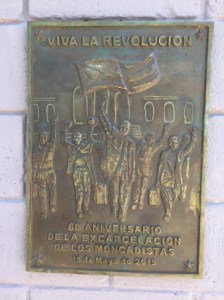 VIVA LA REVOLUCION
60 ANIVERSARIO
DE LA EXCARCELACION
DE LOS MONCADISTAS
15 de Mayo de 2015